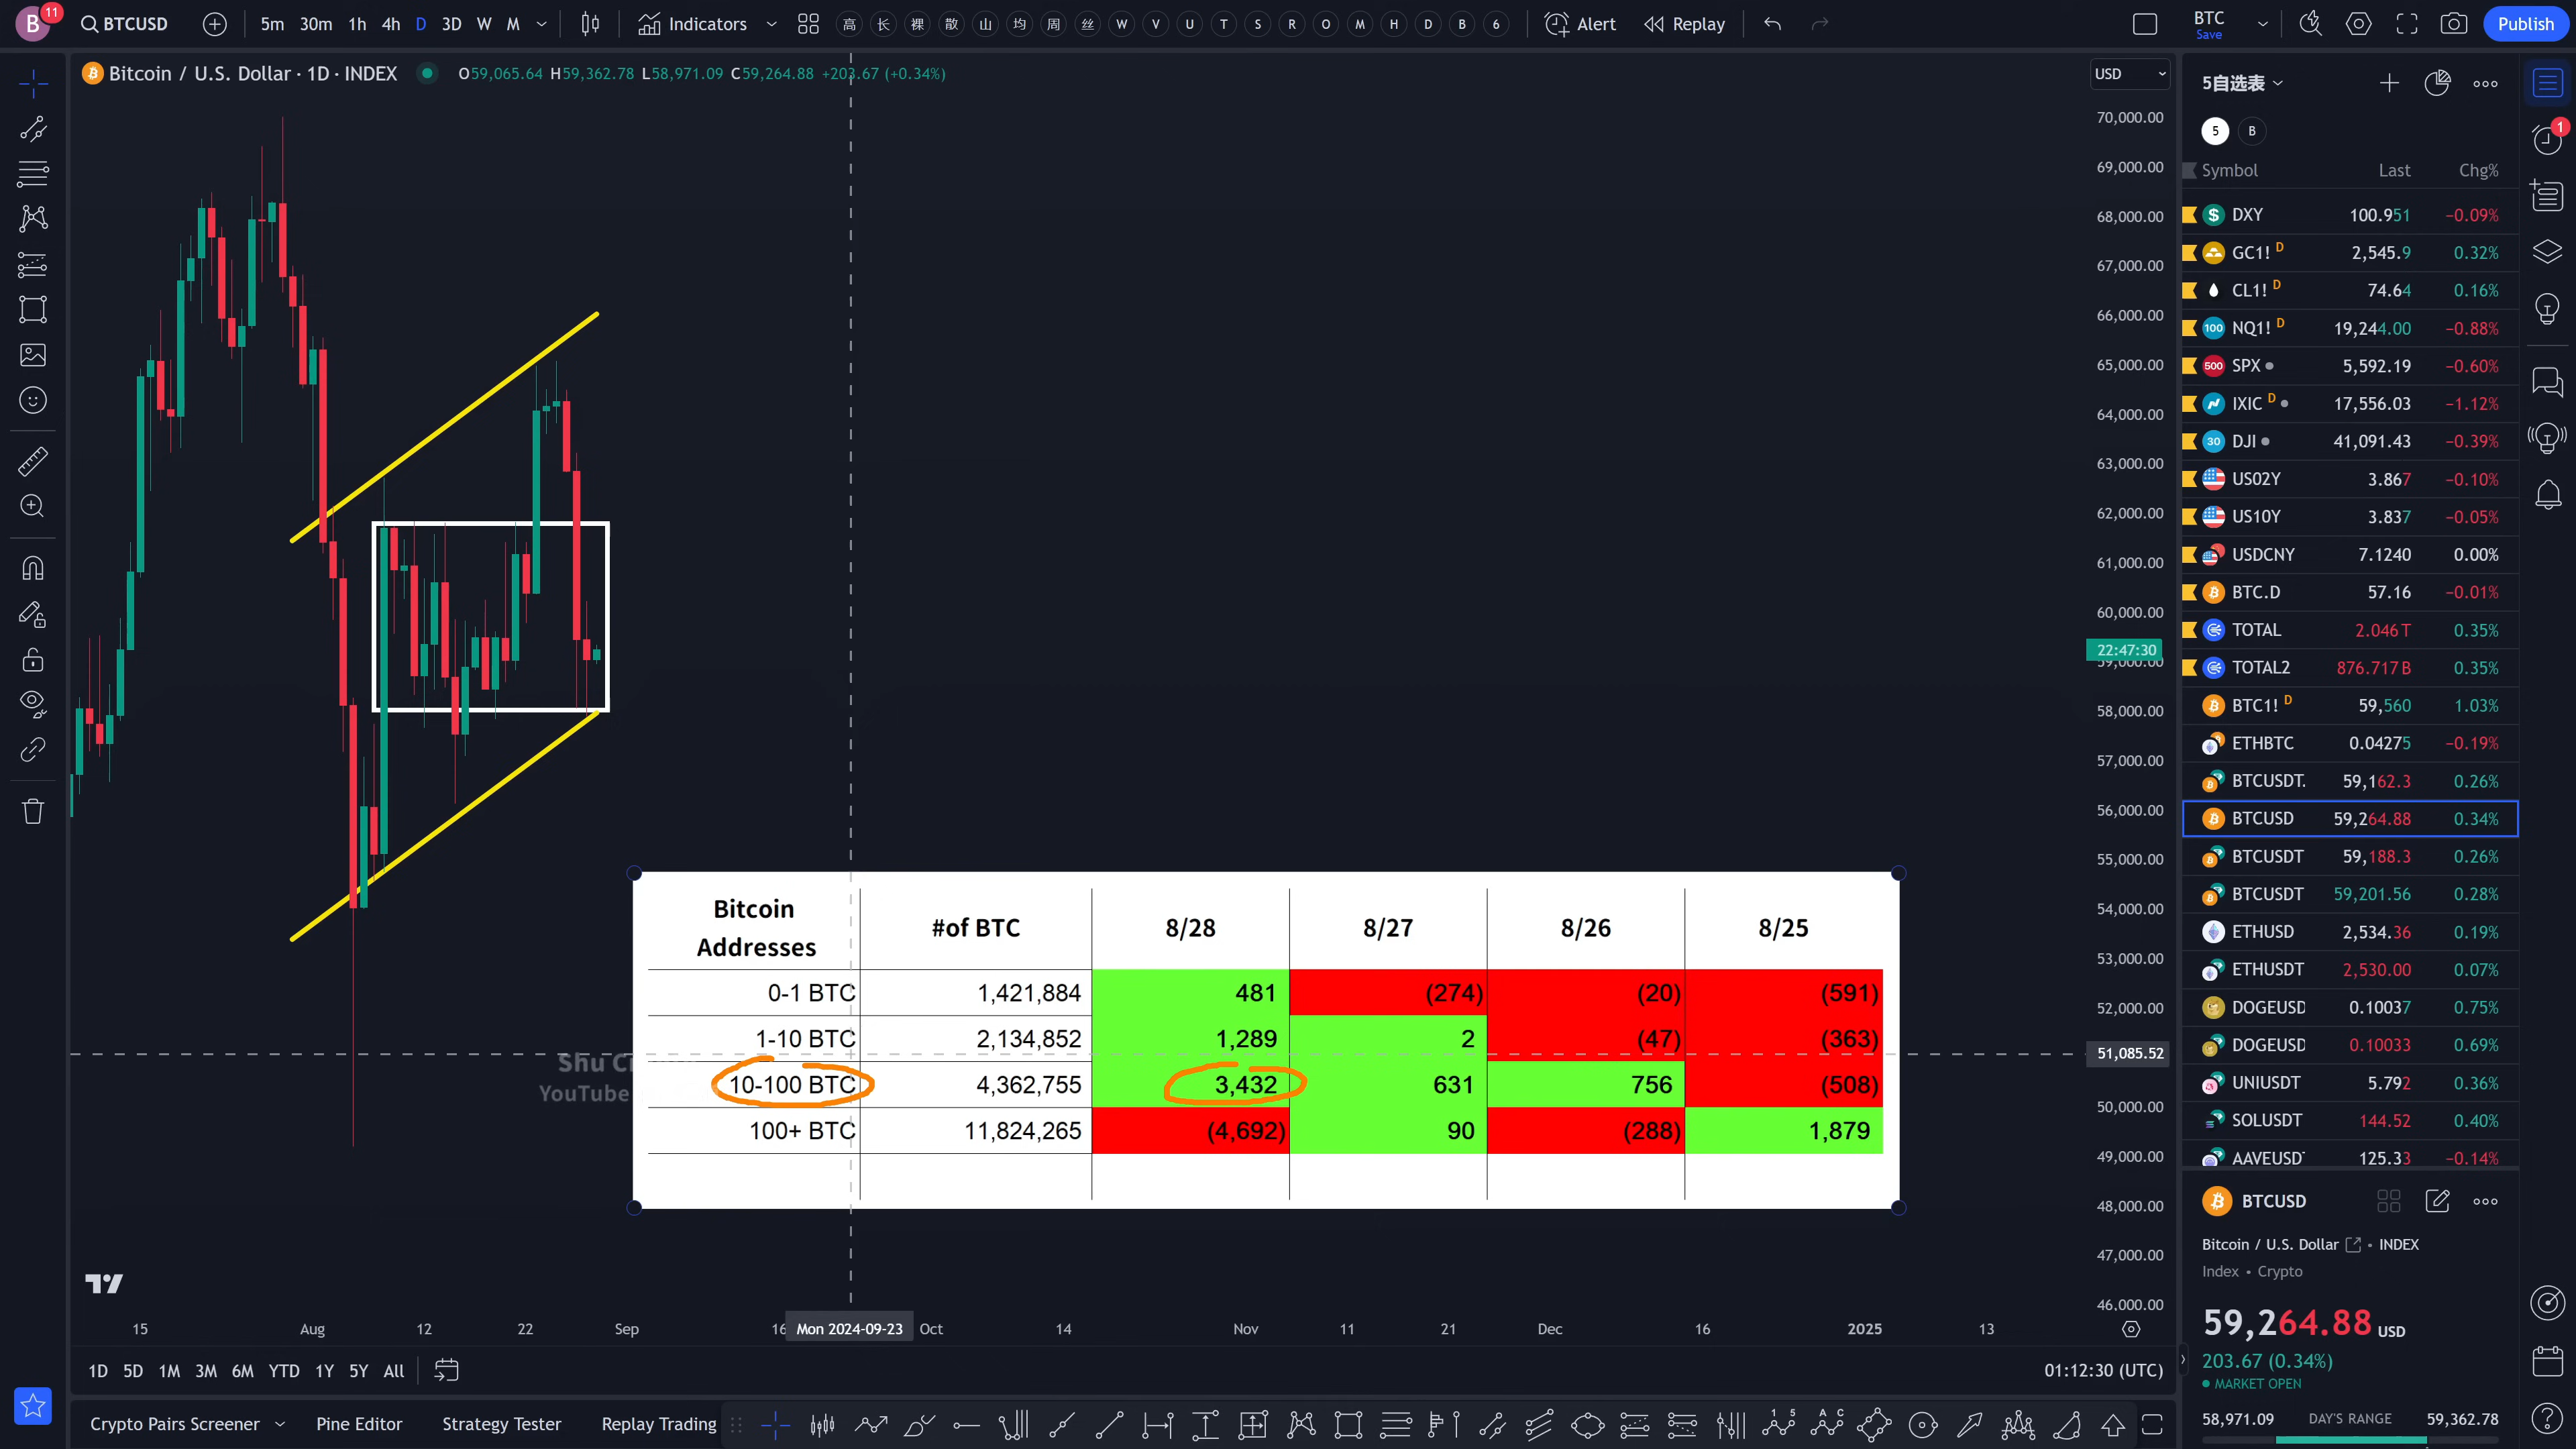 B 11 BTCUSD 5m 30m 1h 4h D 3D W M Indicators 高 长 裸 散 山 均 周 丝 W V U T S R O M H D B 6 Alert Replay BTC Save Publish
Bitcoin / U.S. Dollar · 1D · INDEX O59,065.64 H59,362.78 L58,971.09 C59,264.88 +203.67 (+0.34%)
USD
70,000.00
69,000.00
68,000.00
67,000.00
66,000.00
65,000.00
64,000.00
63,000.00
62,000.00
61,000.00
60,000.00
22:47:30
59,000.00
58,000.00
57,000.00
56,000.00
55,000.00
54,000.00
53,000.00
52,000.00
51,085.52
50,000.00
49,000.00
48,000.00
47,000.00
46,000.00
Bitcoin Addresses #of BTC 8/28 8/27 8/26 8/25
0-1 BTC 1,421,884 481 (274) (20) (591)
1-10 BTC 2,134,852 1,289 2 (47) (363)
10-100 BTC 4,362,755 3,432 631 756 (508)
100+ BTC 11,824,265 (4,692) 90 (288) 1,879
Shu
YouTube
15 Aug 12 22 Sep 16 Mon 2024-09-23 Oct 14 Nov 11 21 Dec 16 2025 13
1D 5D 1M 3M 6M YTD 1Y 5Y All
01:12:30 (UTC)
Crypto Pairs Screener Pine Editor Strategy Tester Replay Trading
5自选表
5 B
1
Symbol Last Chg%
DXY 100.951 −0.09%
GC1! D 2,545.9 0.32%
CL1! D 74.64 0.16%
NQ1! D 19,244.00 −0.88%
SPX 5,592.19 −0.60%
IXIC D 17,556.03 −1.12%
DJI 41,091.43 −0.39%
US02Y 3.867 −0.10%
US10Y 3.837 −0.05%
USDCNY 7.1240 0.00%
BTC.D 57.16 −0.01%
TOTAL 2.046T 0.35%
TOTAL2 876.717B 0.35%
BTC1! D 59,560 1.03%
ETHBTC 0.04275 −0.19%
BTCUSDT. 59,162.3 0.26%
BTCUSD 59,264.88 0.34%
BTCUSDT 59,188.3 0.26%
BTCUSDT 59,201.56 0.28%
ETHUSD 2,534.36 0.19%
ETHUSDT 2,530.00 0.07%
DOGEUSD 0.10037 0.75%
DOGEUSD 0.10033 0.69%
UNIUSDT 5.792 0.36%
SOLUSDT 144.52 0.40%
AAVEUSDT 125.33 −0.14%
BTCUSD
Bitcoin / U.S. Dollar • INDEX
Index • Crypto
59,264.88 USD
203.67 (0.34%)
MARKET OPEN
58,971.09 DAY'S RANGE 59,362.78